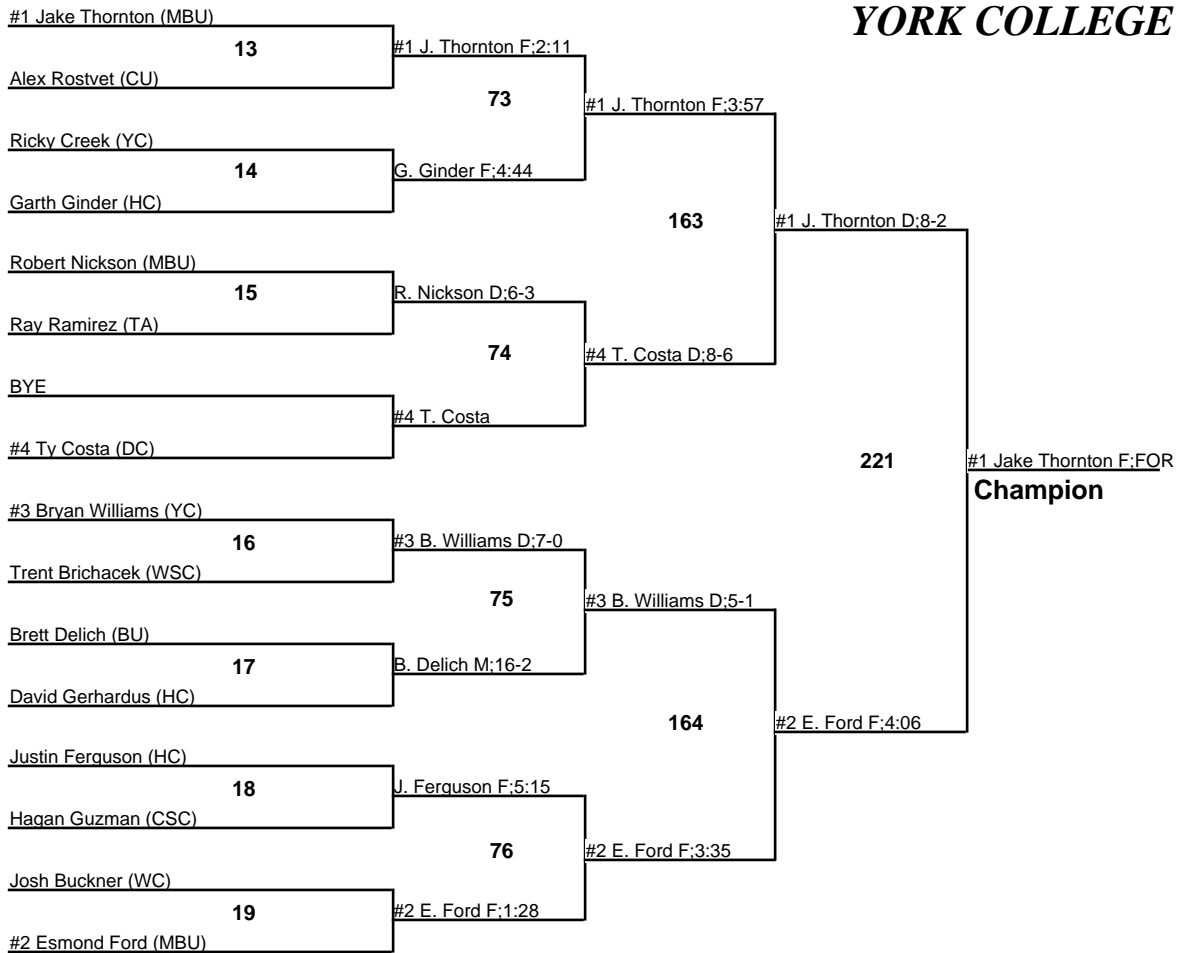 YORK COLLEGE
#1 Jake Thornton (MBU)
13
Alex Rostvet (CU)
#1 J. Thornton F;2:11
73
Ricky Creek (YC)
14
Garth Ginder (HC)
G. Ginder F;4:44
#1 J. Thornton F;3:57
163
Robert Nickson (MBU)
15
Ray Ramirez (TA)
R. Nickson D;6-3
74
BYE
#4 Ty Costa (DC)
#4 T. Costa
#4 T. Costa D;8-6
#1 J. Thornton D;8-2
221
#1 Jake Thornton F;FOR
Champion
#3 Bryan Williams (YC)
16
Trent Brichacek (WSC)
#3 B. Williams D;7-0
75
Brett Delich (BU)
17
David Gerhardus (HC)
B. Delich M;16-2
#3 B. Williams D;5-1
164
#2 E. Ford F;4:06
Justin Ferguson (HC)
18
Hagan Guzman (CSC)
J. Ferguson F;5:15
76
#2 E. Ford F;3:35
Josh Buckner (WC)
19
#2 Esmond Ford (MBU)
#2 E. Ford F;1:28